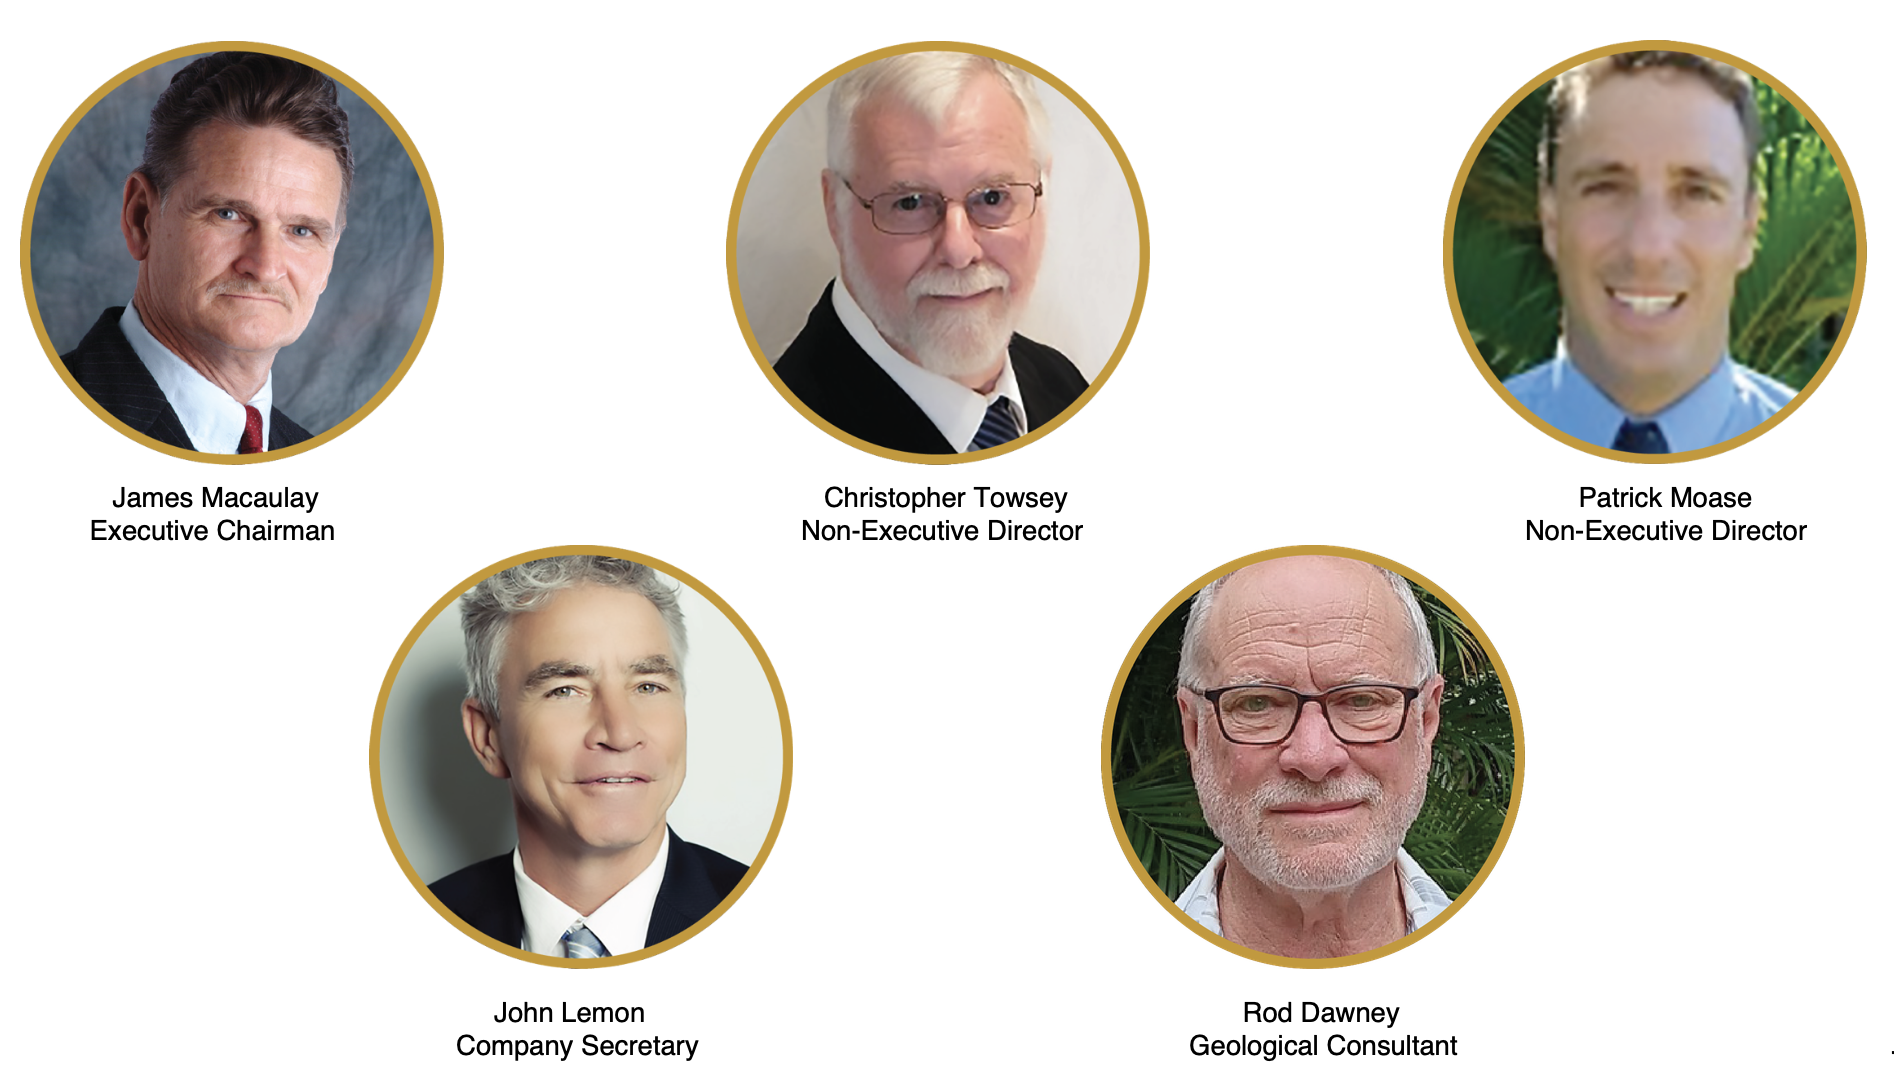 James Macaulay
Executive Chairman
Christopher Towsey
Non-Executive Director
Patrick Moase
Non-Executive Director
John Lemon
Company Secretary
Rod Dawney
Geological Consultant